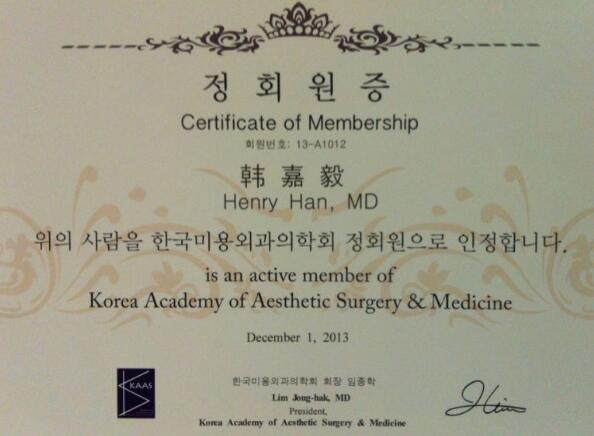 정 회 원 증
Certificate of Membership
회원번호: 13-A1012
韩 嘉 毅
Henry Han, MD
위의 사람을 한국미용외과의학회 정회원으로 인정합니다.
is an active member of
Korea Academy of Aesthetic Surgery & Medicine
December 1, 2013
KAAS
한국미용외과의학회 회장 임종학
Lim Jong-hak, MD
President,
Korea Academy of Aesthetic Surgery & Medicine